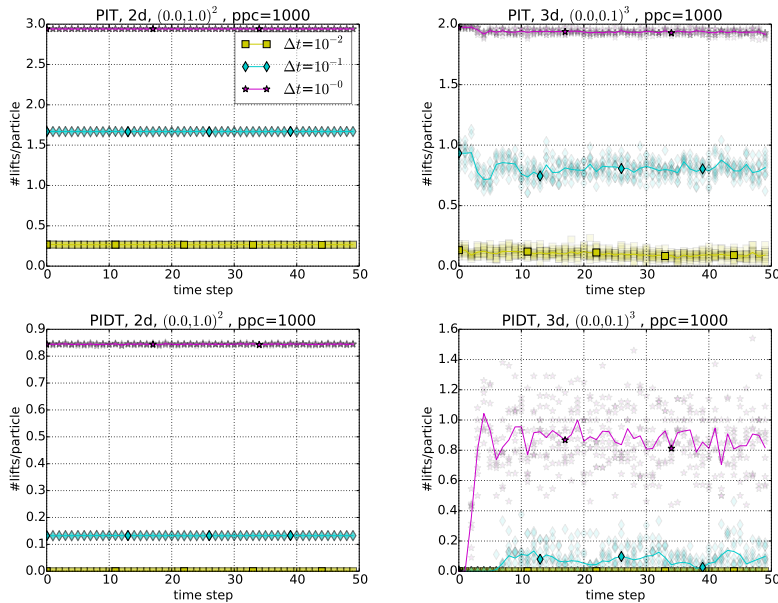 PIT, 2d, (0.0,1.0)² , ppc=1000
3.0
2.5
2.0
1.5
1.0
0.5
0.0
#lifts/particle
Δt=10⁻²
Δt=10⁻¹
Δt=10⁻⁰
0 10 20 30 40 50
time step
PIT, 3d, (0.0,0.1)³ , ppc=1000
2.0
1.5
1.0
0.5
0.0
#lifts/particle
0 10 20 30 40 50
time step
PIDT, 2d, (0.0,1.0)² , ppc=1000
0.9
0.8
0.7
0.6
0.5
0.4
0.3
0.2
0.1
0.0
#lifts/particle
0 10 20 30 40 50
time step
PIDT, 3d, (0.0,0.1)³ , ppc=1000
1.6
1.4
1.2
1.0
0.8
0.6
0.4
0.2
0.0
#lifts/particle
0 10 20 30 40 50
time step